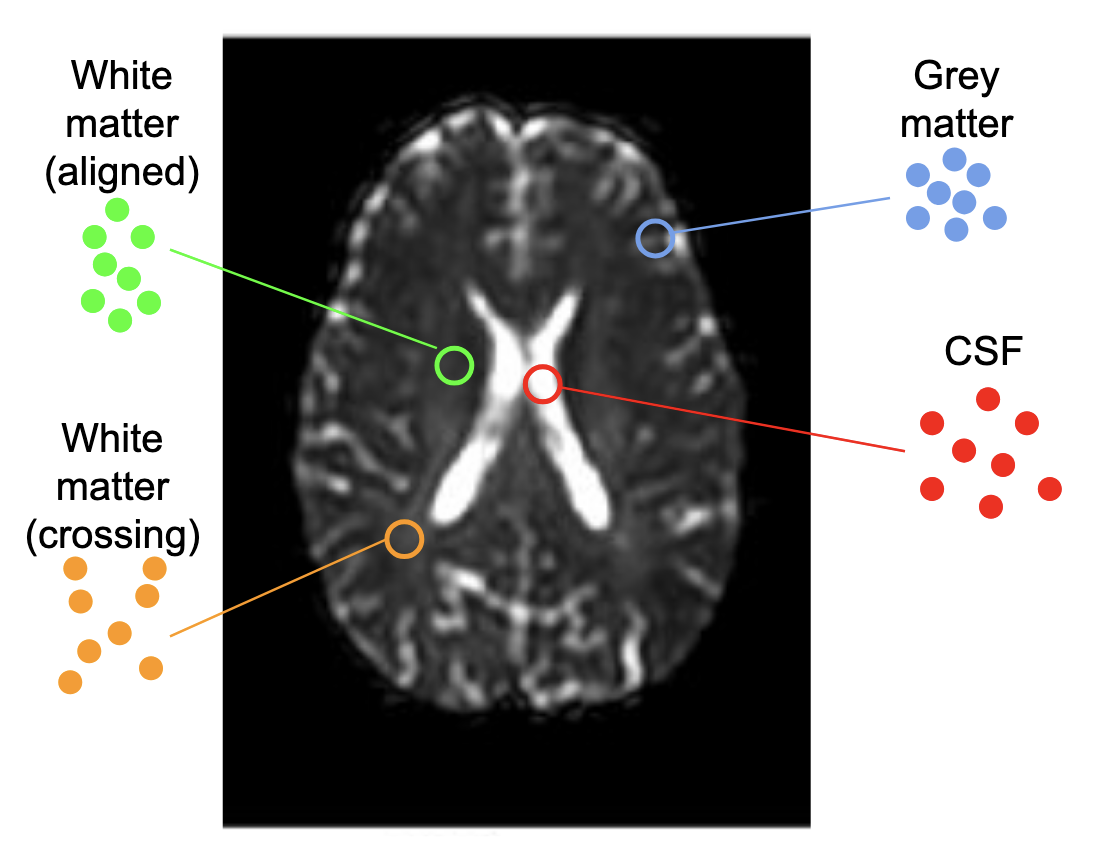 White
matter
(aligned)
Grey
matter
CSF
White
matter
(crossing)